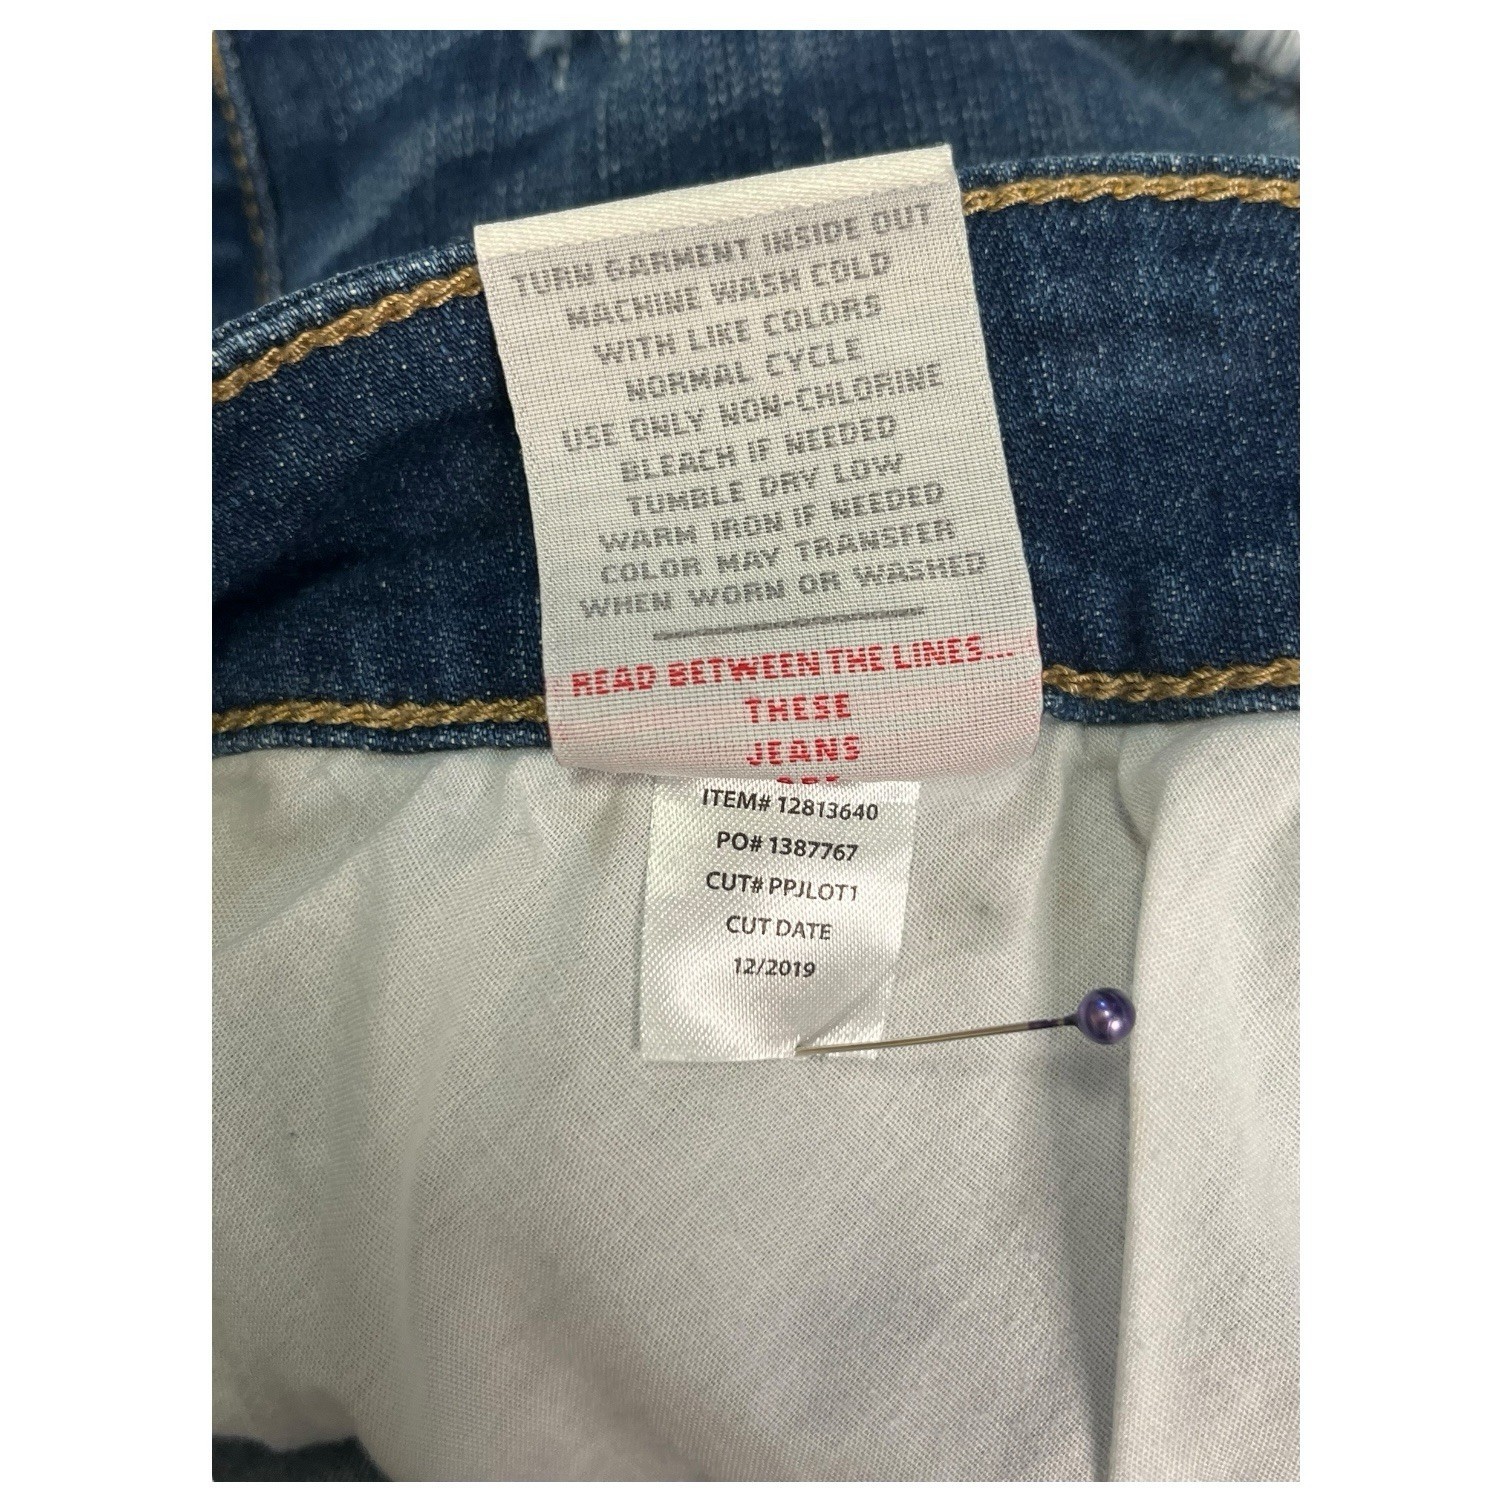 TURN GARMENT INSIDE OUT
MACHINE WASH COLD
WITH LIKE COLORS
NORMAL CYCLE
USE ONLY NON-CHLORINE
BLEACH IF NEEDED
TUMBLE DRY LOW
WARM IRON IF NEEDED
COLOR MAY TRANSFER
WHEN WORN OR WASHED
READ BETWEEN THE LINES...
THESE
JEANS
ITEM# 12813640
PO# 1387767
CUT# PPJLOT1
CUT DATE
12/2019